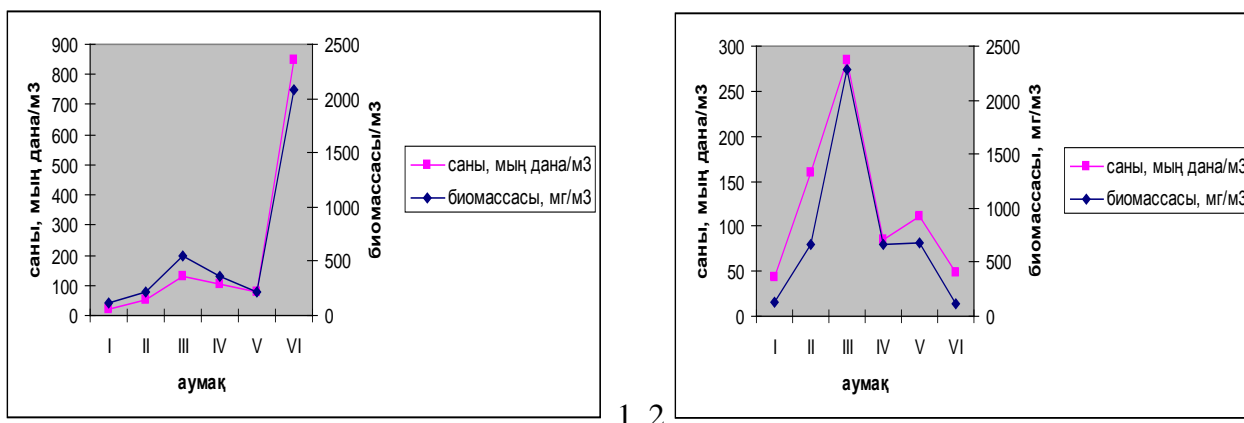 саны, мың дана/м3
900
800
700
600
500
400
300
200
100
0
2500
2000
1500
1000
500
0
биомассасы/м3
I II III IV V VI
аумақ
саны, мың дана/м3
биомассасы, мг/м3
1 2
саны, мың дана/м3
300
250
200
150
100
50
0
2500
2000
1500
1000
500
0
биомассасы, мг/м3
I II III IV V VI
аумақ
саны, мың дана/м3
биомассасы, мг/м3